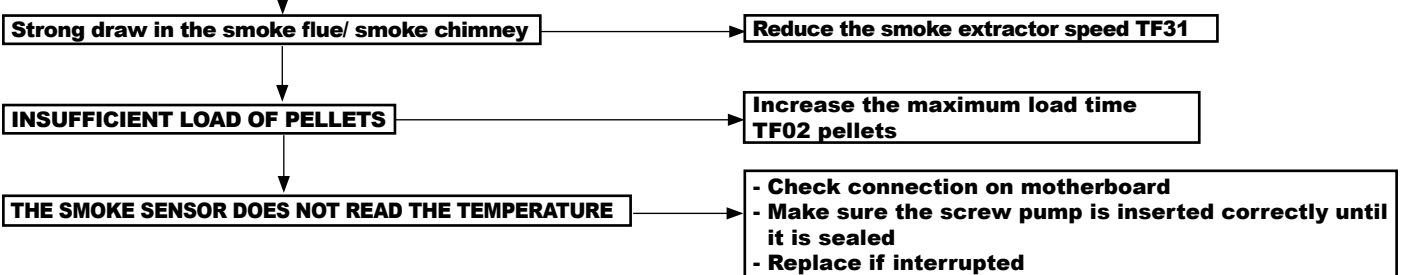 Strong draw in the smoke flue/ smoke chimney
Reduce the smoke extractor speed TF31
INSUFFICIENT LOAD OF PELLETS
Increase the maximum load time
TF02 pellets
THE SMOKE SENSOR DOES NOT READ THE TEMPERATURE
- Check connection on motherboard
- Make sure the screw pump is inserted correctly until
it is sealed
- Replace if interrupted